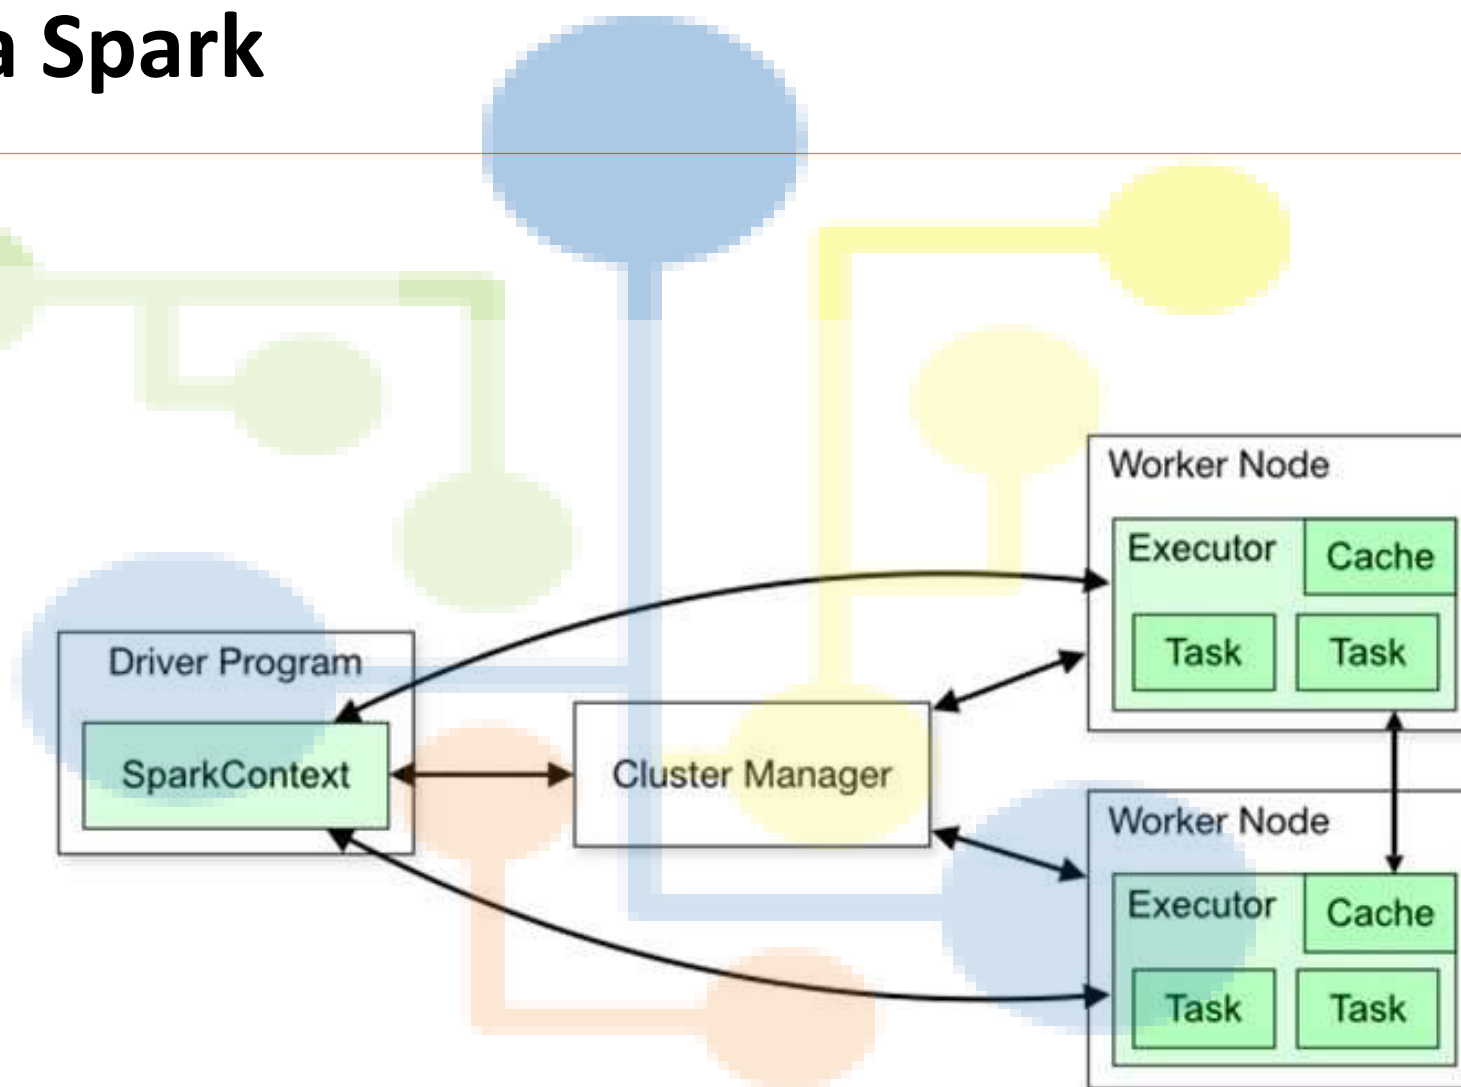 a Spark
Worker Node
Executor
Cache
Task
Task
Driver Program
SparkContext
Cluster Manager
Worker Node
Executor
Cache
Task
Task